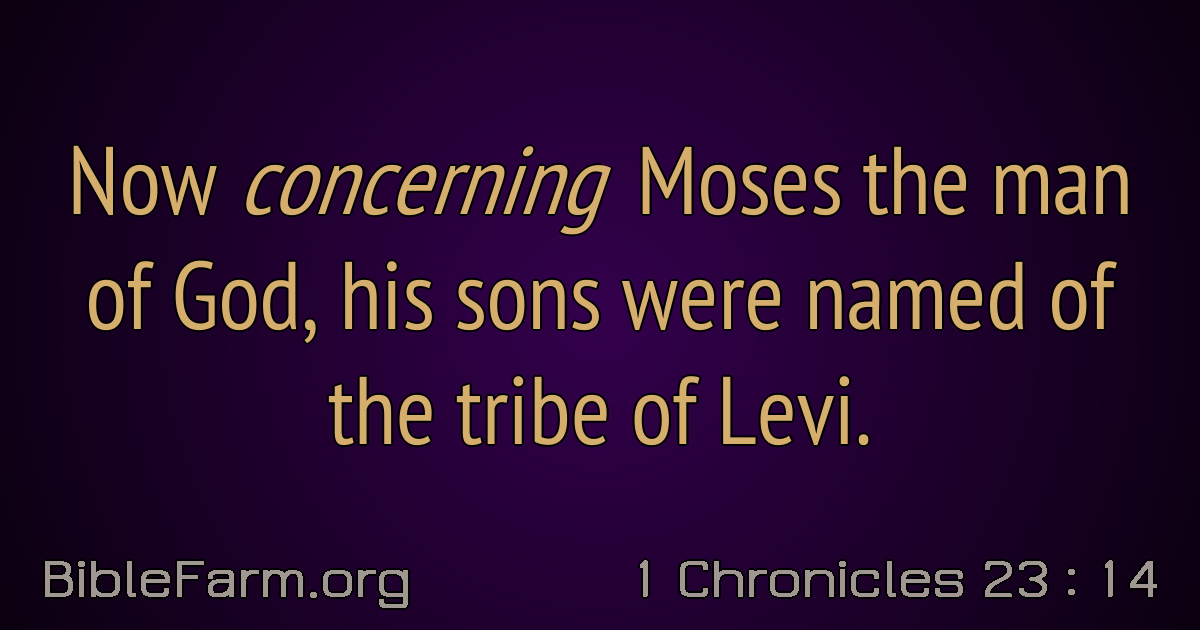 Now concerning Moses the man
of God, his sons were named of
the tribe of Levi.
BibleFarm.org
1 Chronicles 23 : 14